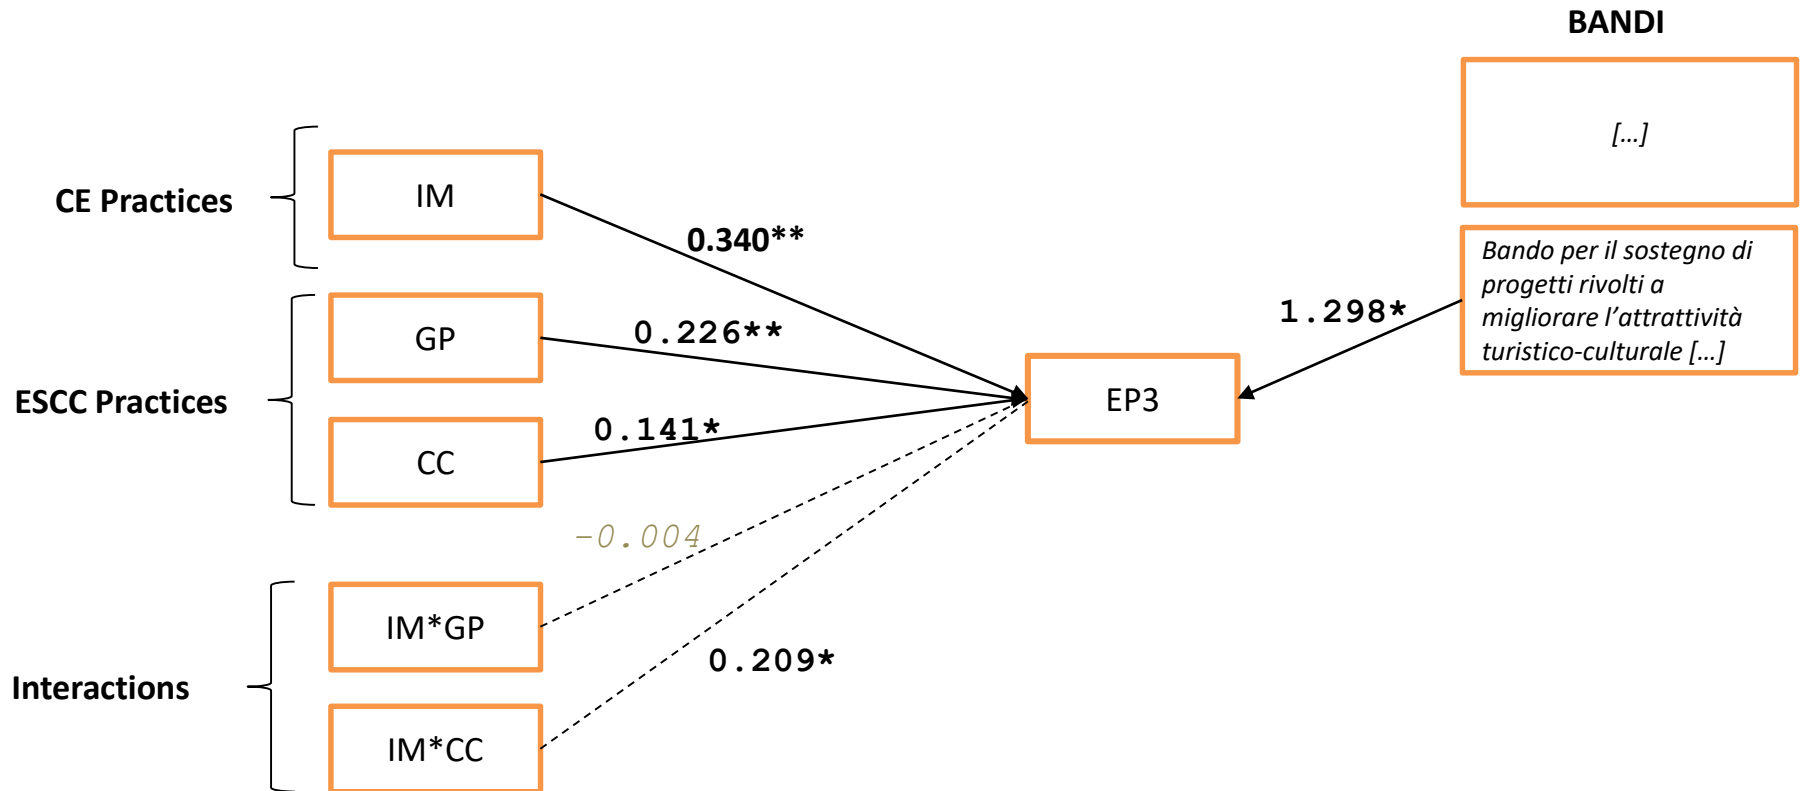 BANDI
[…]
CE Practices
IM
0.340**
Bando per il sostegno di
progetti rivolti a
migliorare l’attrattività
turistico-culturale […]
1.298*
GP
0.226**
ESCC Practices
EP3
0.141*
CC
-0.004
IM*GP
0.209*
Interactions
IM*CC